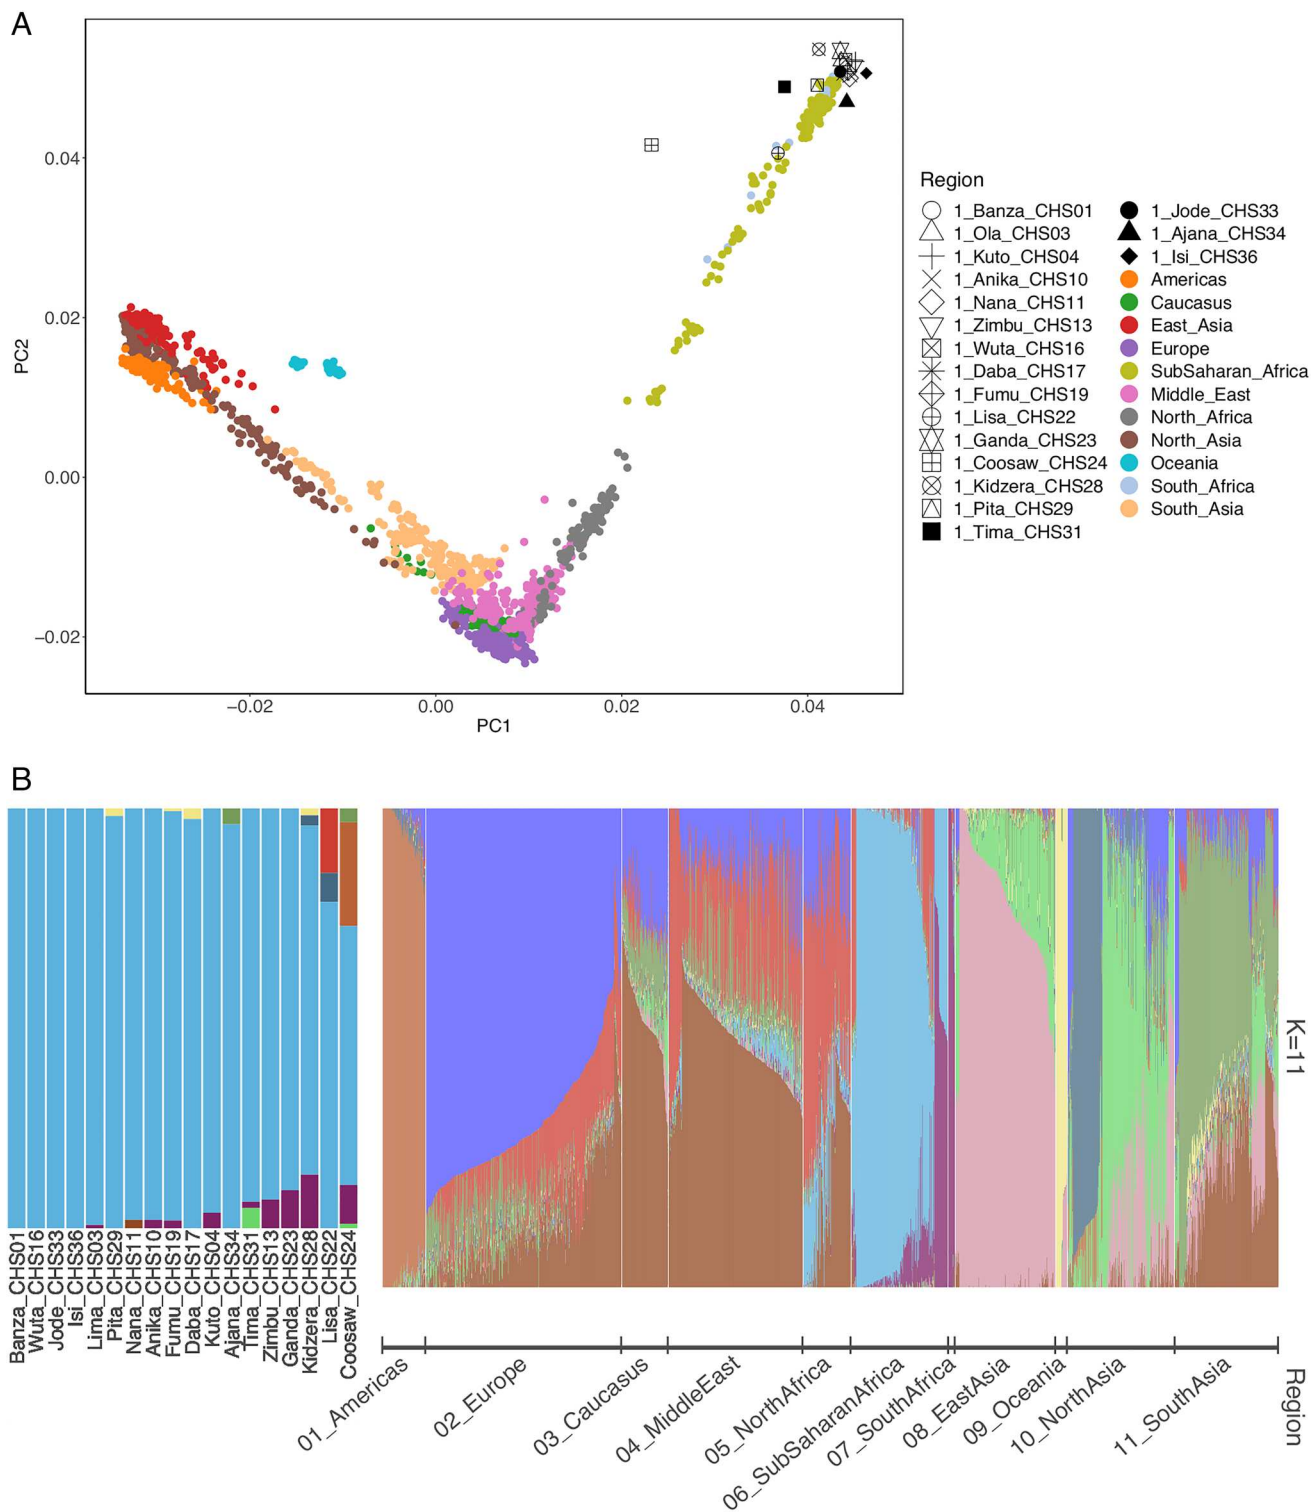 A
0.04
0.02
0.00
−0.02
PC2
−0.02
0.00
0.02
0.04
PC1
Region
1_Banza_CHS01
1_Ola_CHS03
1_Kuto_CHS04
1_Anika_CHS10
1_Nana_CHS11
1_Zimbu_CHS13
1_Wuta_CHS16
1_Daba_CHS17
1_Fumu_CHS19
1_Lisa_CHS22
1_Ganda_CHS23
1_Coosaw_CHS24
1_Kidzera_CHS28
1_Pita_CHS29
1_Tima_CHS31
1_Jode_CHS33
1_Ajana_CHS34
1_Isi_CHS36
Americas
Caucasus
East_Asia
Europe
SubSaharan_Africa
Middle_East
North_Africa
North_Asia
Oceania
South_Africa
South_Asia
B
Banza_CHS01
Wuta_CHS16
Jode_CHS33
Isi_CHS36
Lima_CHS03
Pita_CHS29
Nana_CHS11
Anika_CHS10
Fumu_CHS19
Daba_CHS17
Kuto_CHS04
Ajana_CHS34
Tima_CHS31
Zimbu_CHS13
Ganda_CHS23
Kidzera_CHS28
Lisa_CHS22
Coosaw_CHS24
K=11
01_Americas
02_Europe
03_Caucasus
04_MiddleEast
05_NorthAfrica
06_SubSaharanAfrica
07_SouthAfrica
08_EastAsia
09_Oceania
10_NorthAsia
11_SouthAsia
Region